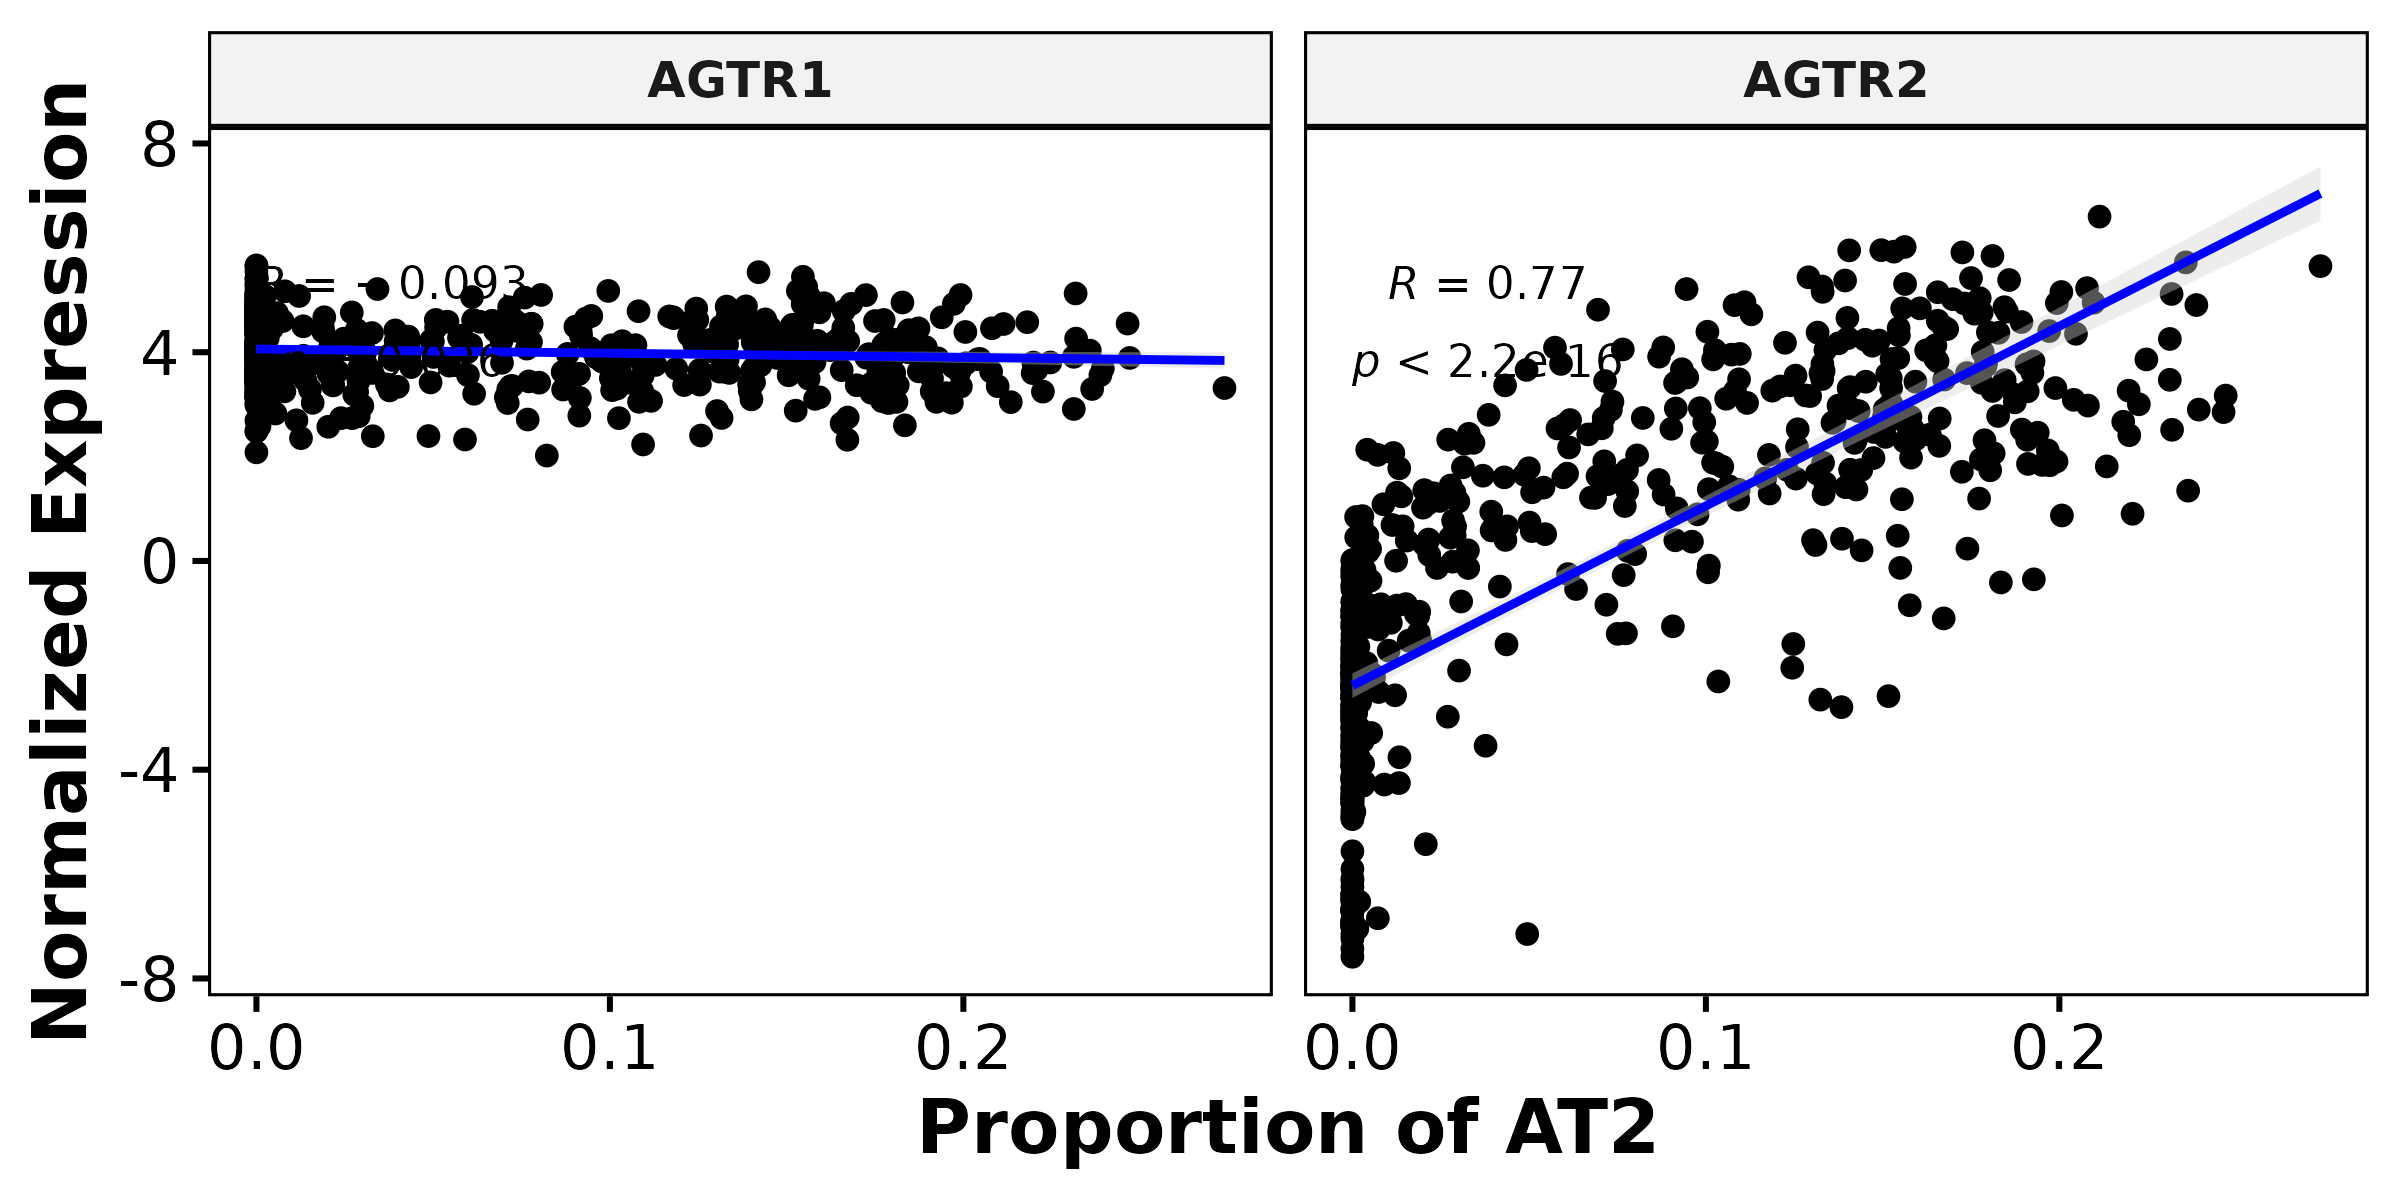 AGTR1
AGTR2
Normalized Expression
8
4
0
-4
-8
R = - 0.093
R = 0.77
p < 2.2e-16
0.0
0.1
0.2
0.0
0.1
0.2
Proportion of AT2